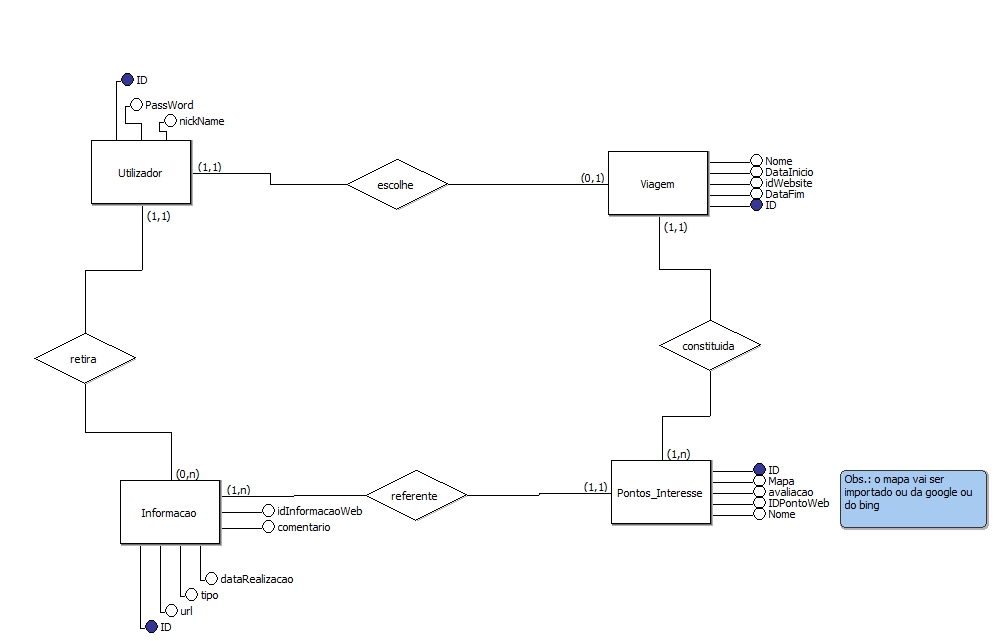 ID
PassWord
nickName
Utilizador
(1,1)
escolhe
(0,1)
Viagem
Nome
DataInicio
idWebsite
DataFim
ID
(1,1)
(1,1)
retira
constituida
(0,n)
(1,n)
Informacao
(1,n)
idInformacaoWeb
comentario
referente
(1,1)
Pontos_Interesse
ID
Mapa
avaliacao
IDPontoWeb
Nome
Obs.: o mapa vai ser
importado ou da google ou
do bing
dataRealizacao
tipo
url
ID